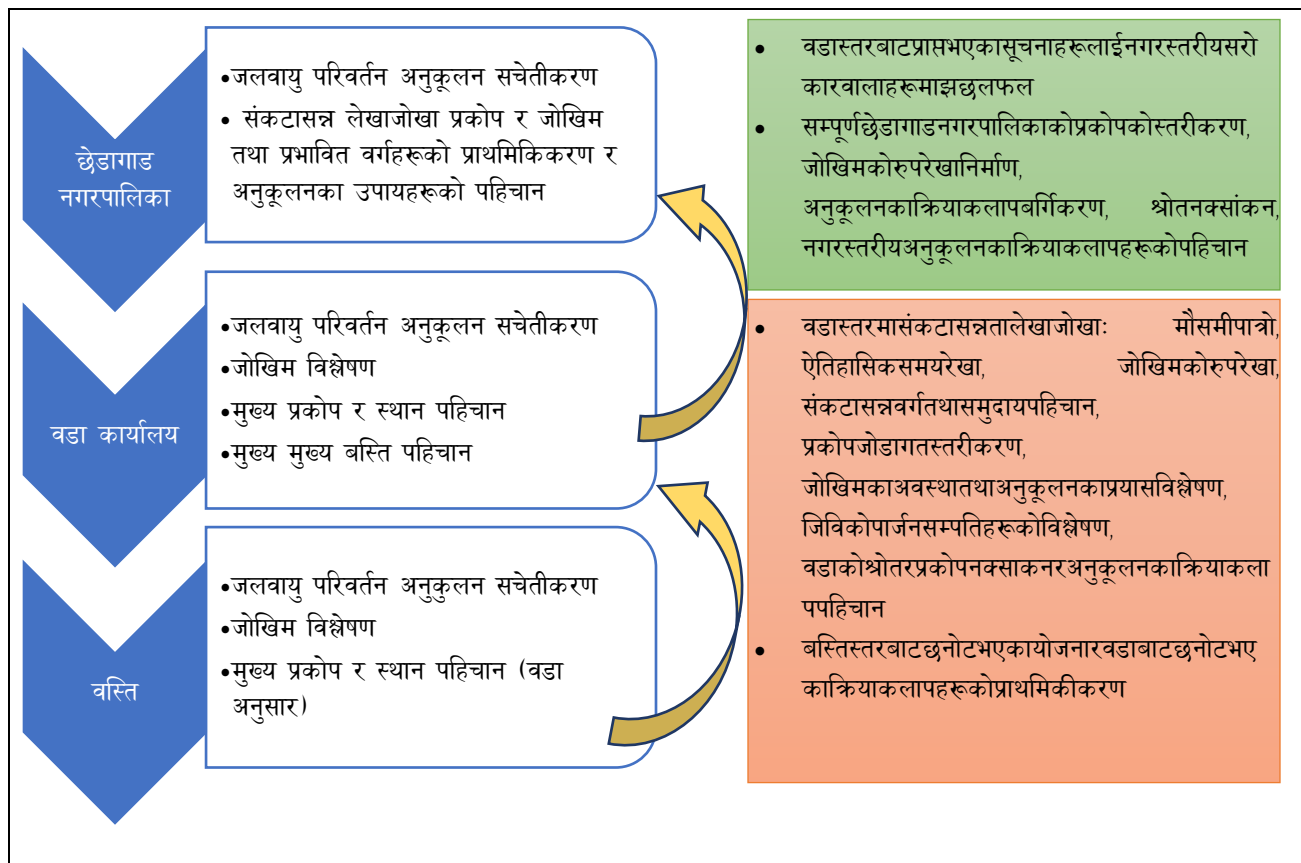 छेडागाड
नगरपालिका
•जलवायु परिवर्तन अनुकूलन सचेतीकरण
• संकटासन्न लेखाजोखा प्रकोप र जोखिम
तथा प्रभावित वर्गहरूको प्राथमिकिकरण र
अनुकूलनका उपायहरूको पहिचान
वडा कार्यालय
•जलवायु परिवर्तन अनुकूलन सचेतीकरण
•जोखिम विश्लेषण
•मुख्य प्रकोप र स्थान पहिचान
•मुख्य मुख्य बस्ति पहिचान
वस्ति
•जलवायु परिवर्तन अनुकुलन सचेतीकरण
•जोखिम विश्लेषण
•मुख्य प्रकोप र स्थान पहिचान (वडा
अनुसार)
• वडास्तरबाटप्राप्तभएकासूचनाहरूलाईनगरस्तरीयसरो
कारवालाहरूमाझछलफल
• सम्पूर्णछेडागाडनगरपालिकाकोप्रकोपकोस्तरीकरण,
जोखिमकोरुपरेखानिर्माण,
अनुकूलनकाक्रियाकलापबर्गिकरण, श्रोतनक्सांकन,
नगरस्तरीयअनुकूलनकाक्रियाकलापहरूकोपहिचान
• वडास्तरमासंकटासन्नतालेखाजोखाः मौसमीपात्रो,
ऐतिहासिकसमयरेखा, जोखिमकोरुपरेखा,
संकटासन्नवर्गतथासमुदायपहिचान,
प्रकोपजोडागतस्तरीकरण,
जोखिमकाअवस्थातथाअनुकूलनकाप्रयासविश्लेषण,
जिविकोपार्जनसम्पतिहरूकोविश्लेषण,
वडाकोश्रोतरप्रकोपनक्साकनरअनुकूलनकाक्रियाकला
पपहिचान
• बस्तिस्तरबाटछनोटभएकायोजनारवडाबाटछनोटभए
काक्रियाकलापहरूकोप्राथमिकीकरण